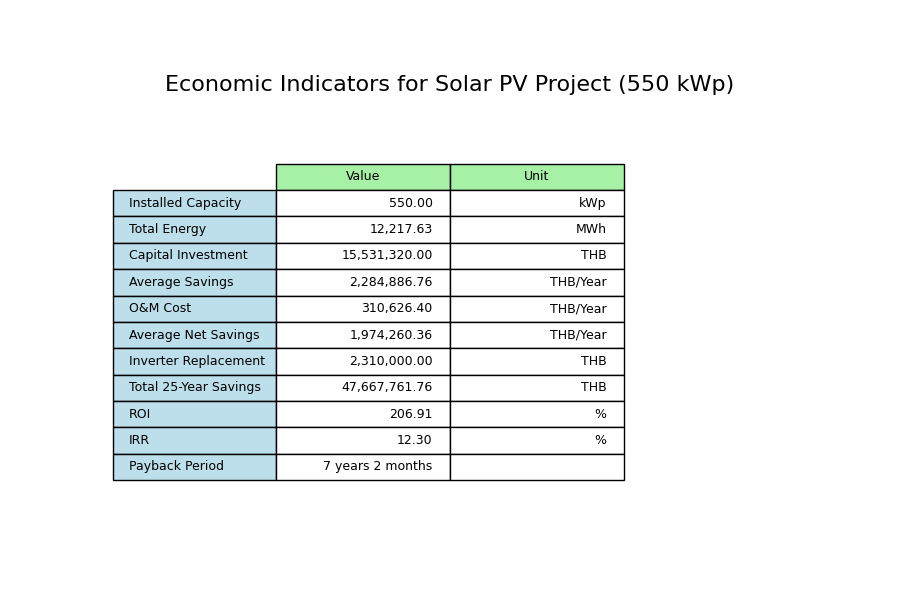 Economic Indicators for Solar PV Project (550 kWp)
Value Unit
Installed Capacity 550.00 kWp
Total Energy 12,217.63 MWh
Capital Investment 15,531,320.00 THB
Average Savings 2,284,886.76 THB/Year
O&M Cost 310,626.40 THB/Year
Average Net Savings 1,974,260.36 THB/Year
Inverter Replacement 2,310,000.00 THB
Total 25-Year Savings 47,667,761.76 THB
ROI 206.91 %
IRR 12.30 %
Payback Period 7 years 2 months